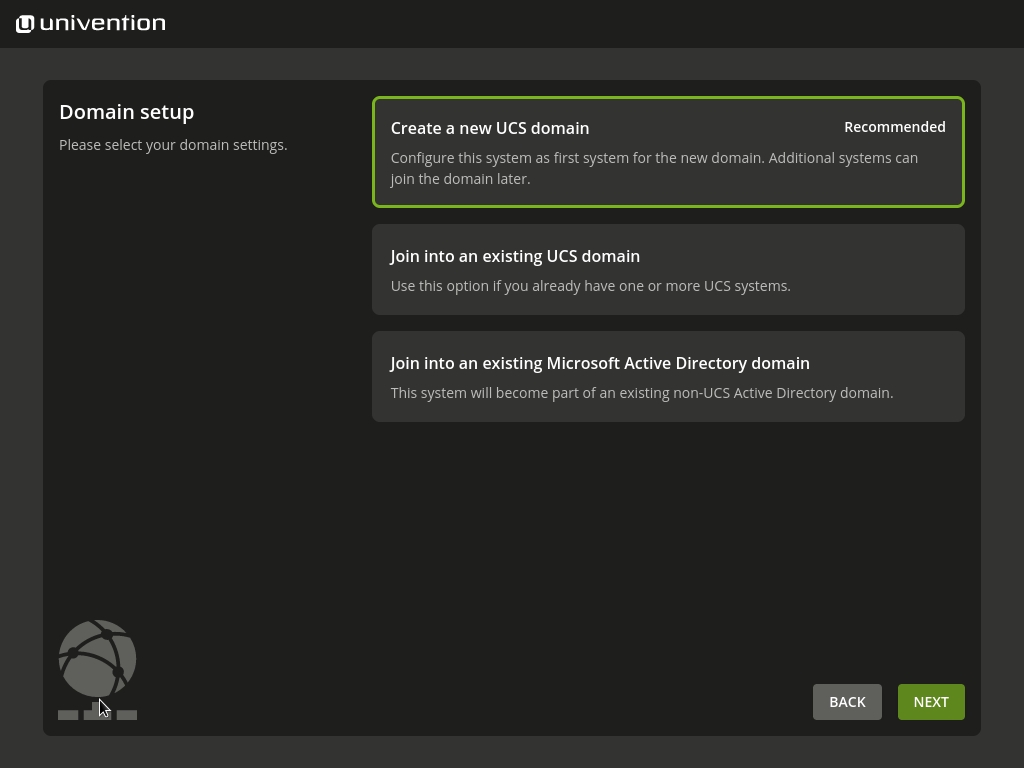 univention
Domain setup
Please select your domain settings.
Create a new UCS domain
Recommended
Configure this system as first system for the new domain. Additional systems can
join the domain later.
Join into an existing UCS domain
Use this option if you already have one or more UCS systems.
Join into an existing Microsoft Active Directory domain
This system will become part of an existing non-UCS Active Directory domain.
BACK
NEXT